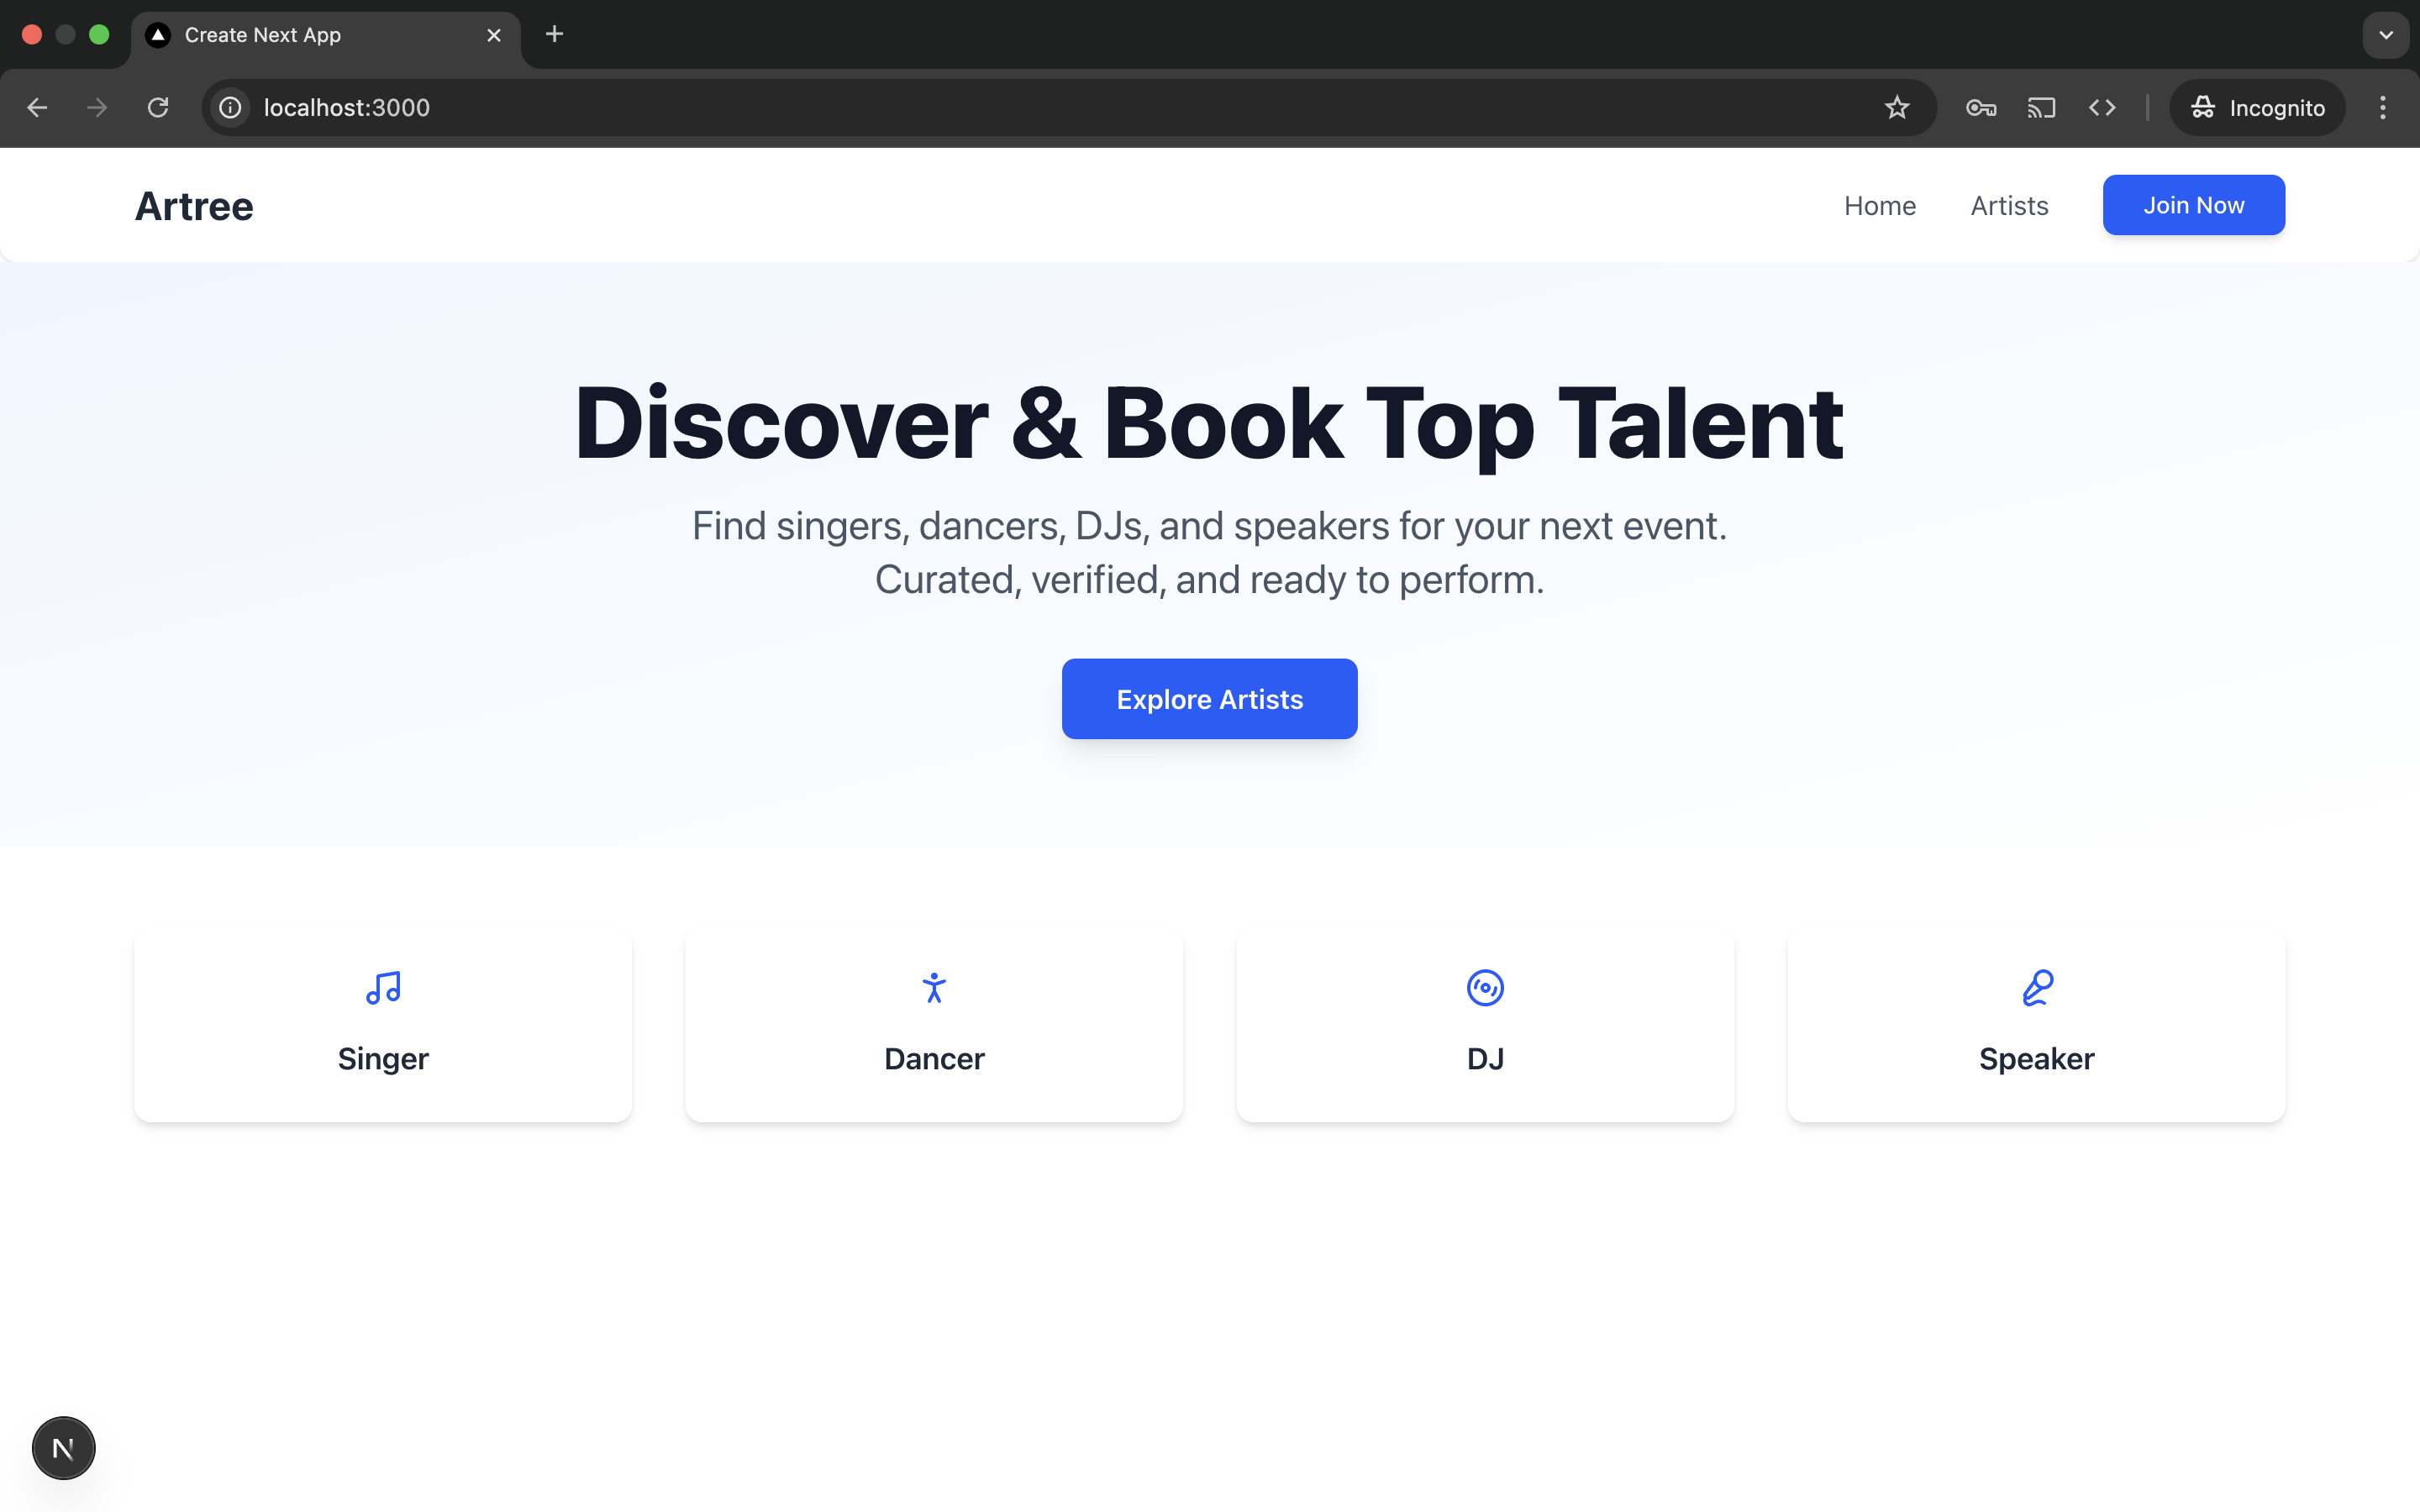 Create Next App
localhost:3000
Incognito
Artree
Home
Artists
Join Now
Discover & Book Top Talent
Find singers, dancers, DJs, and speakers for your next event.
Curated, verified, and ready to perform.
Explore Artists
Singer
Dancer
DJ
Speaker
N